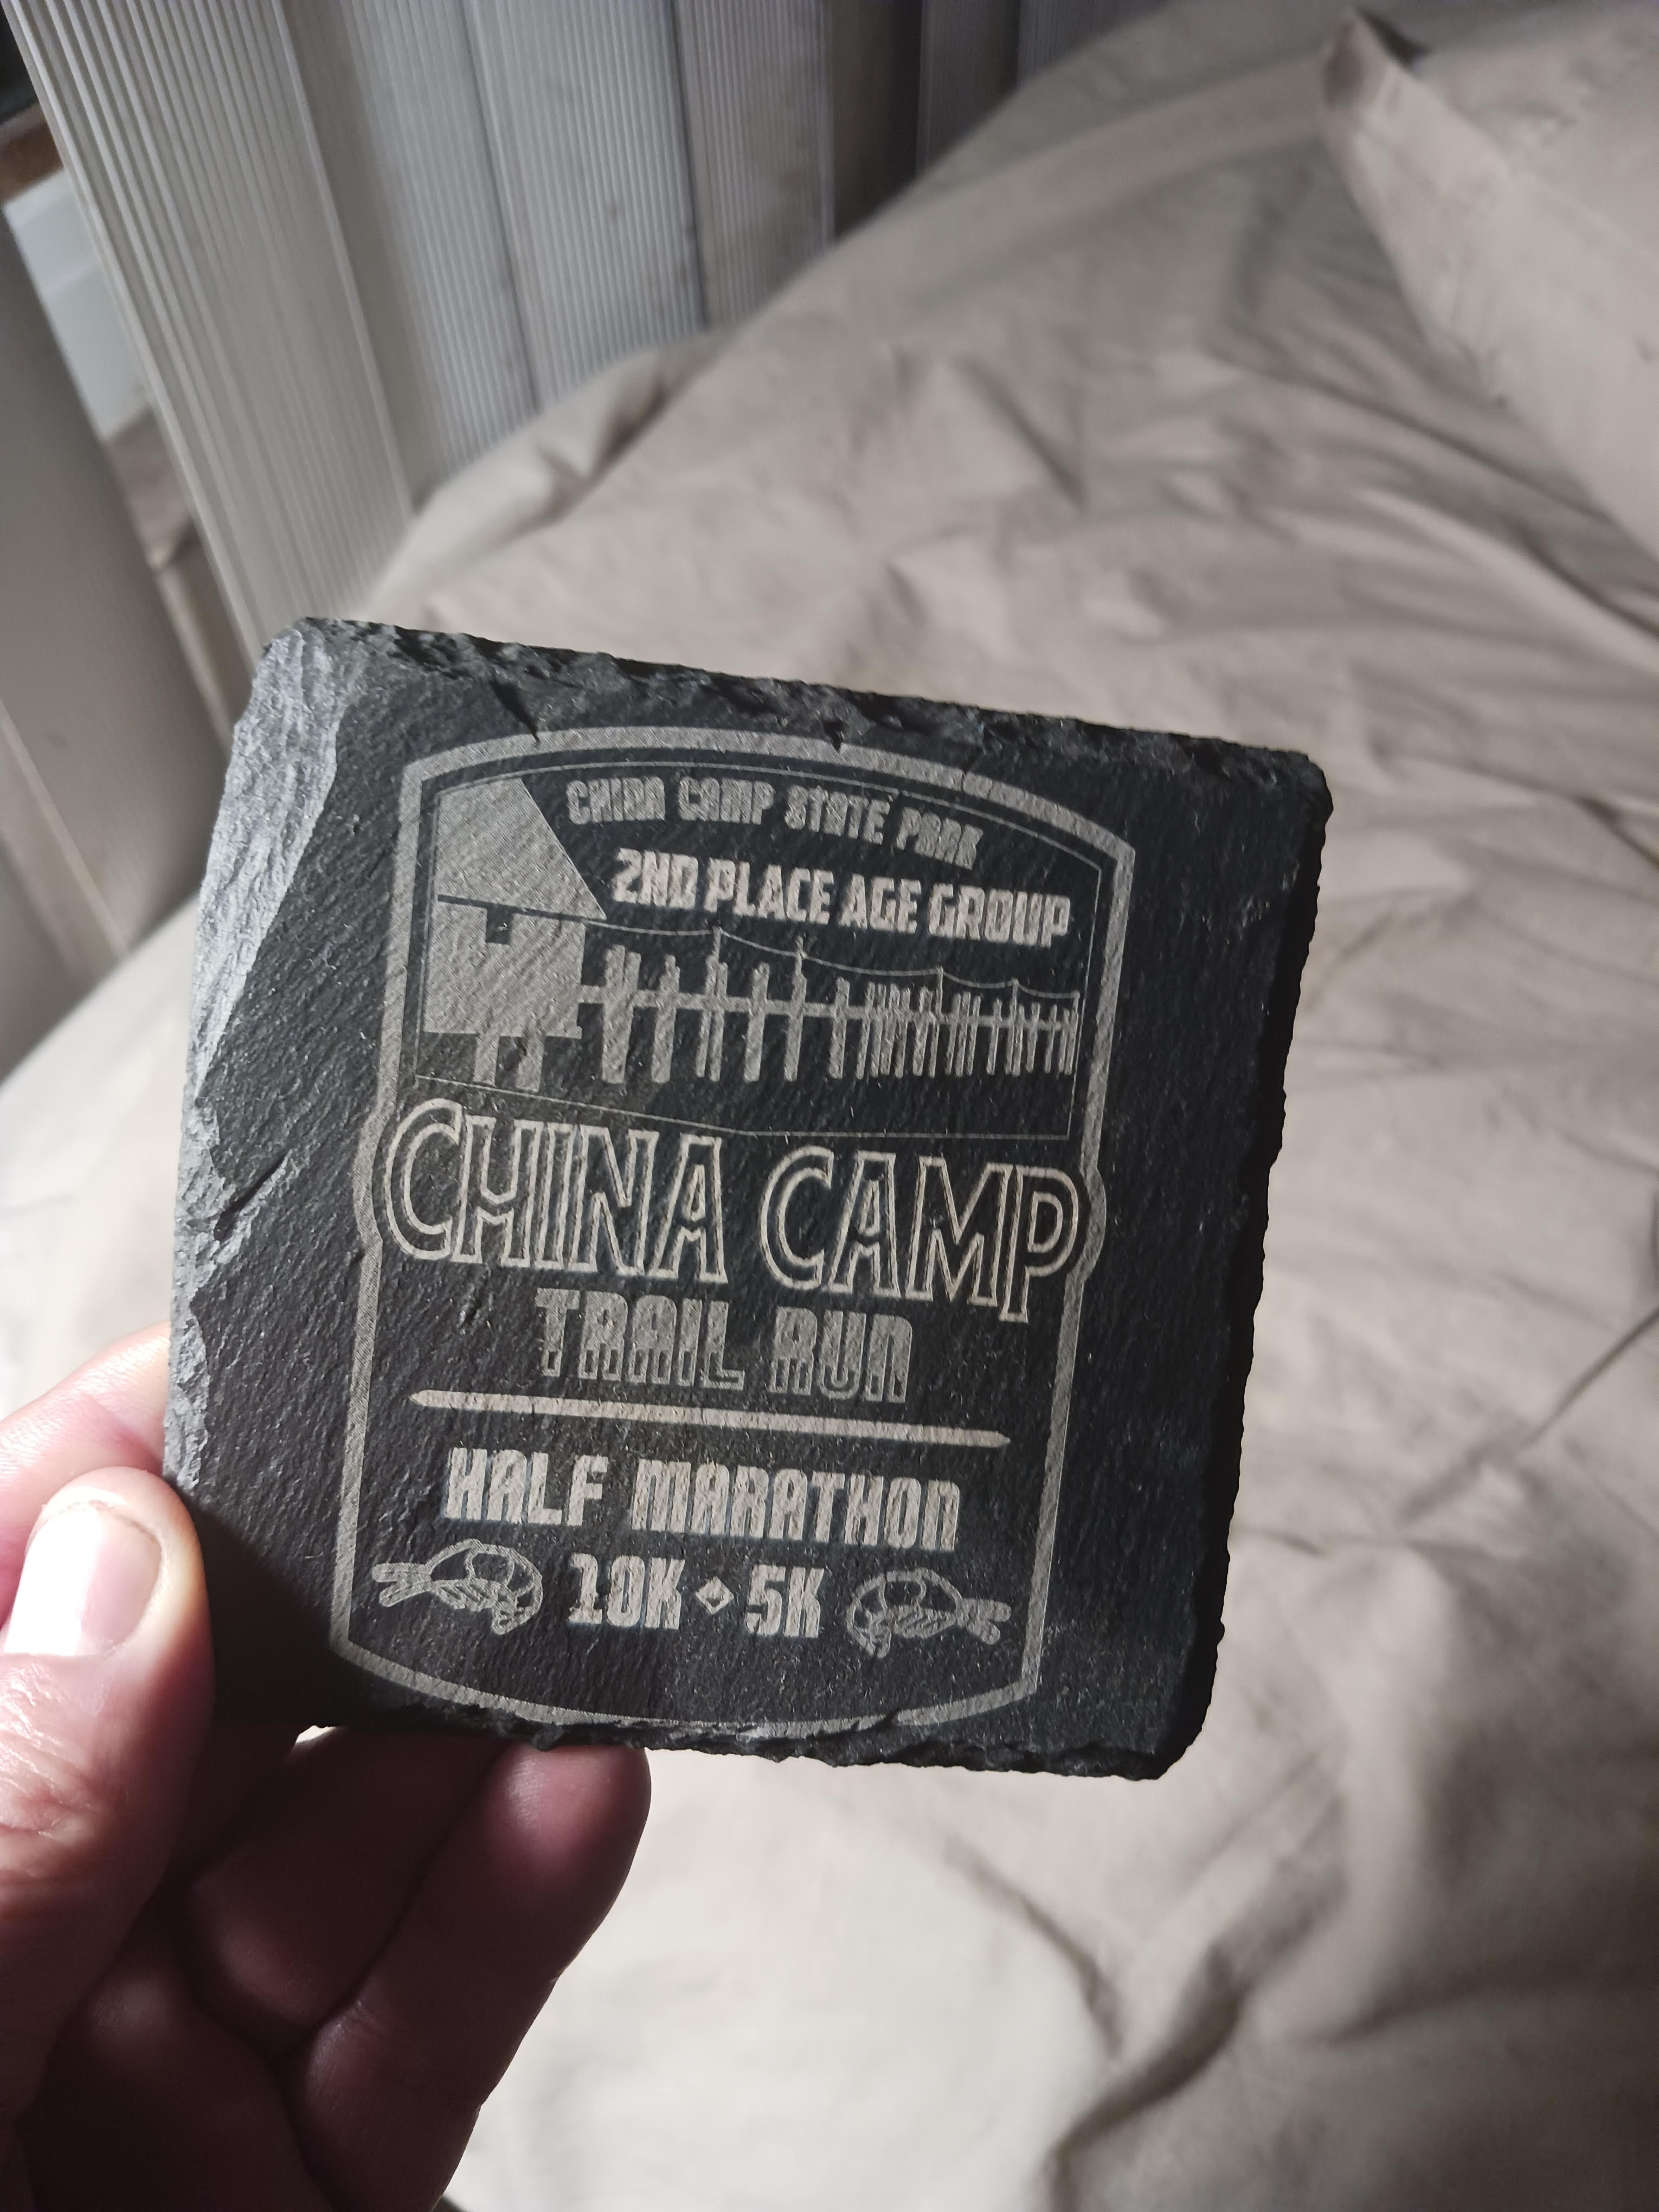 CHINA CAMP STATE PARK
2ND PLACE AGE GROUP
CHINA CAMP
TRAIL RUN
HALF MARATHON
10K ◆ 5K